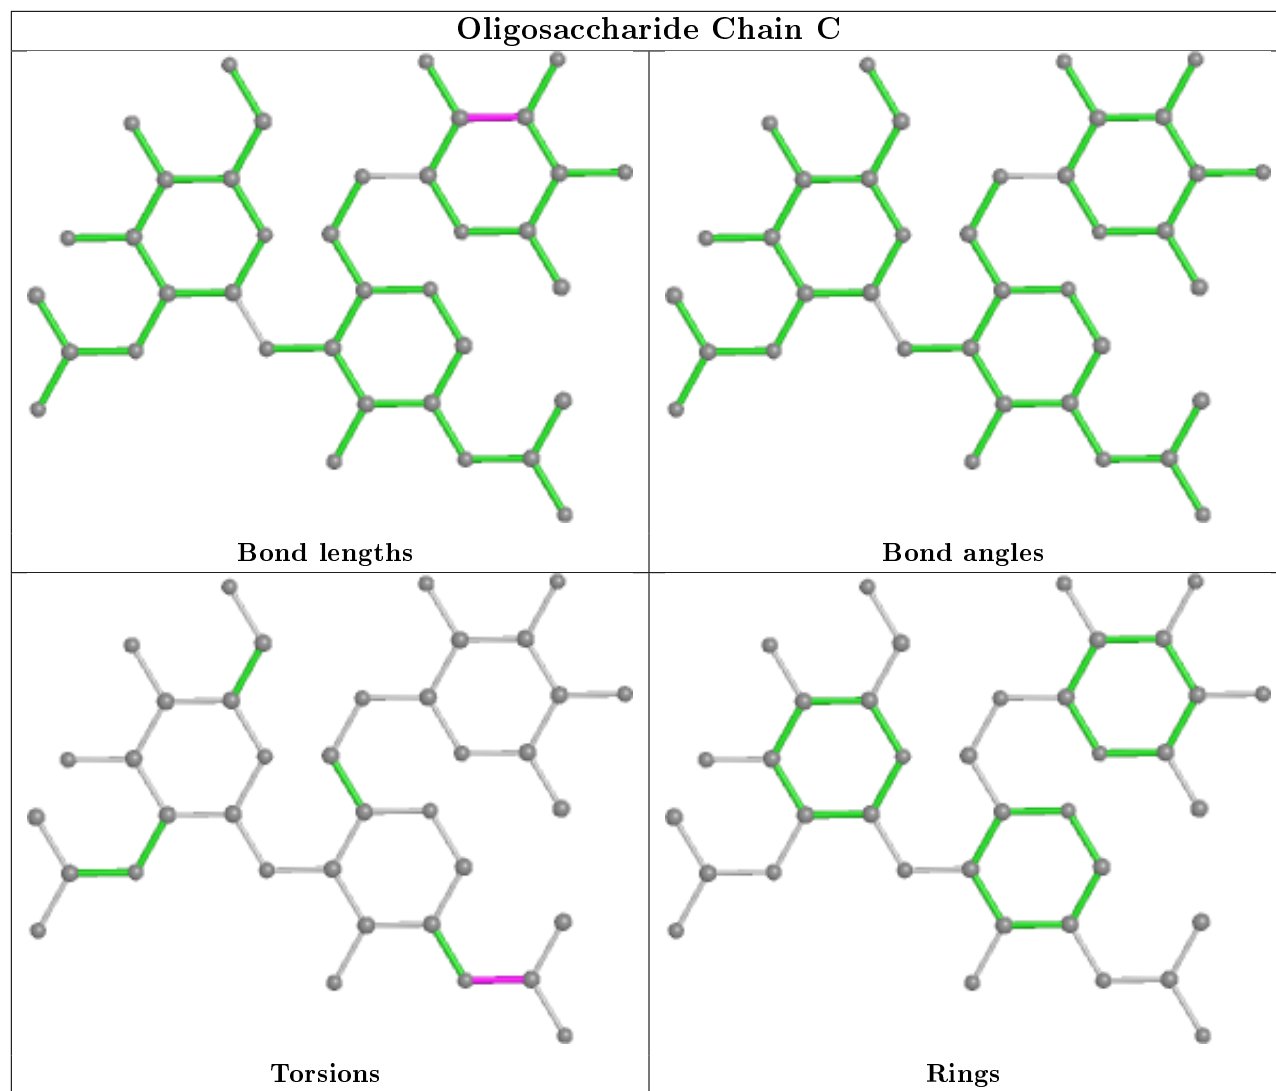 Oligosaccharide Chain C
Bond lengths
Bond angles
Torsions
Rings